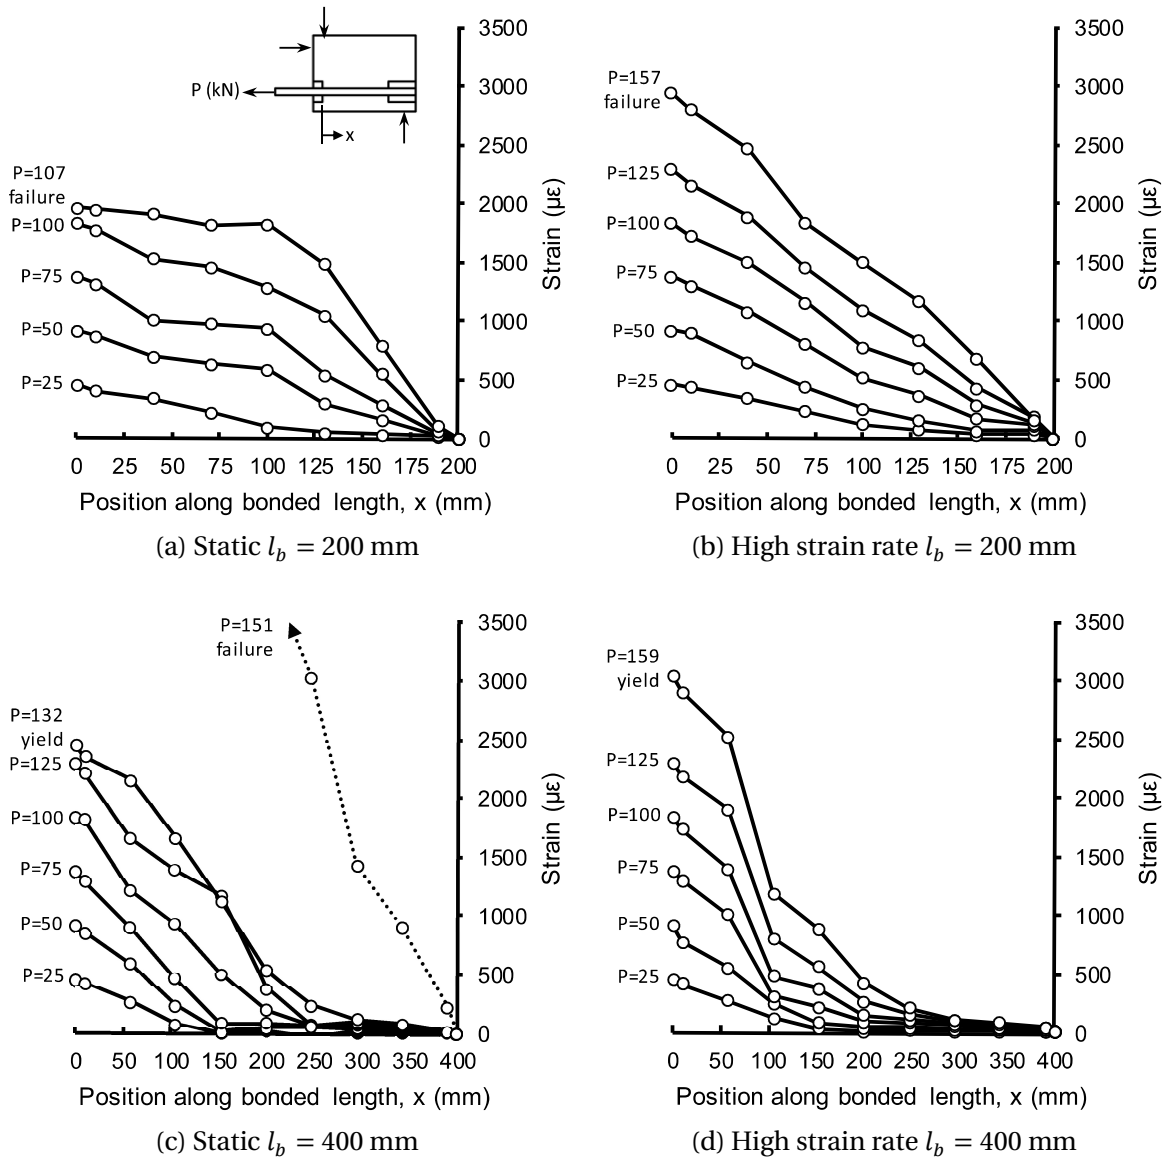 P (kN)
x
P=107
failure
P=100
P=75
P=50
P=25
3500
3000
2500
2000
1500
1000
500
0
Strain (µε)
0 25 50 75 100 125 150 175 200
Position along bonded length, x (mm)
(a) Static l_b = 200 mm
P=157
failure
P=125
P=100
P=75
P=50
P=25
3500
3000
2500
2000
1500
1000
500
0
Strain (µε)
0 25 50 75 100 125 150 175 200
Position along bonded length, x (mm)
(b) High strain rate l_b = 200 mm
P=151
failure
P=132
yield
P=125
P=100
P=75
P=50
P=25
3500
3000
2500
2000
1500
1000
500
0
Strain (µε)
0 50 100 150 200 250 300 350 400
Position along bonded length, x (mm)
(c) Static l_b = 400 mm
P=159
yield
P=125
P=100
P=75
P=50
P=25
3500
3000
2500
2000
1500
1000
500
0
Strain (µε)
0 50 100 150 200 250 300 350 400
Position along bonded length, x (mm)
(d) High strain rate l_b = 400 mm